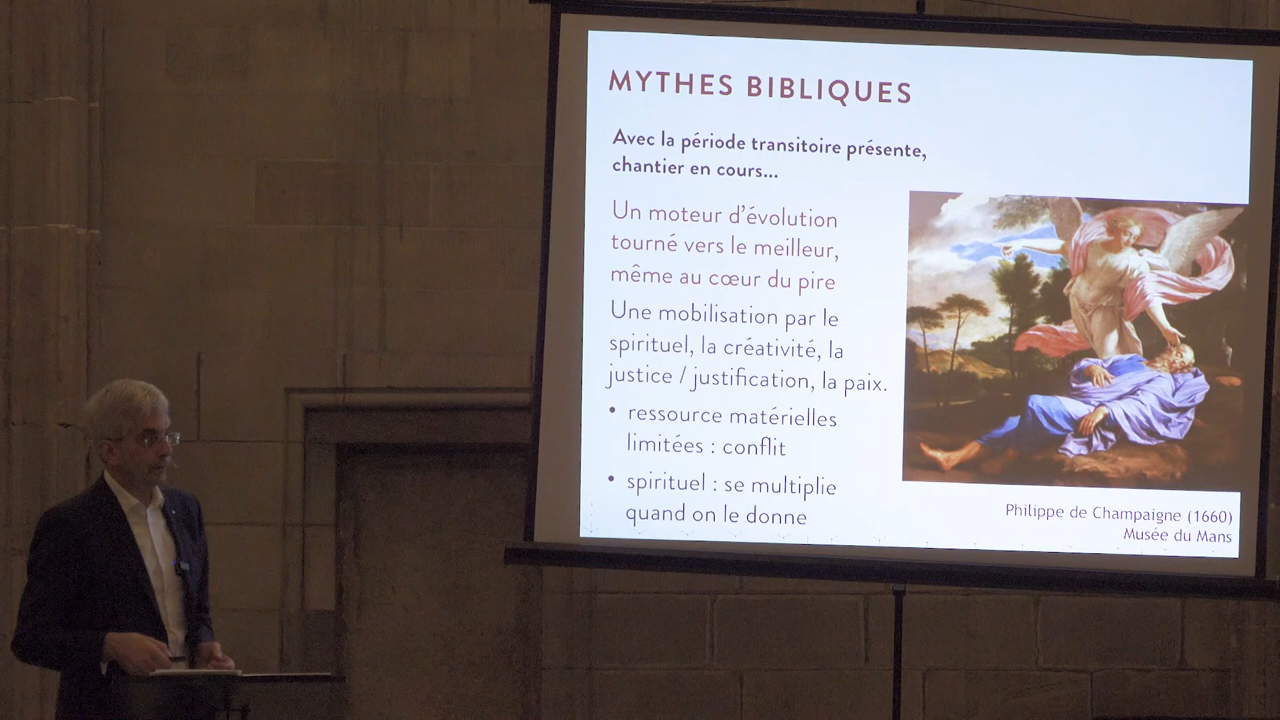 MYTHES BIBLIQUES
Avec la période transitoire présente,
chantier en cours...
Un moteur d'évolution
tourné vers le meilleur,
même au cœur du pire
Une mobilisation par le
spirituel, la créativité, la
justice / justification, la paix.
• ressource matérielles
limitées : conflit
• spirituel : se multiplie
quand on le donne
Philippe de Champaigne (1660)
Musée du Mans